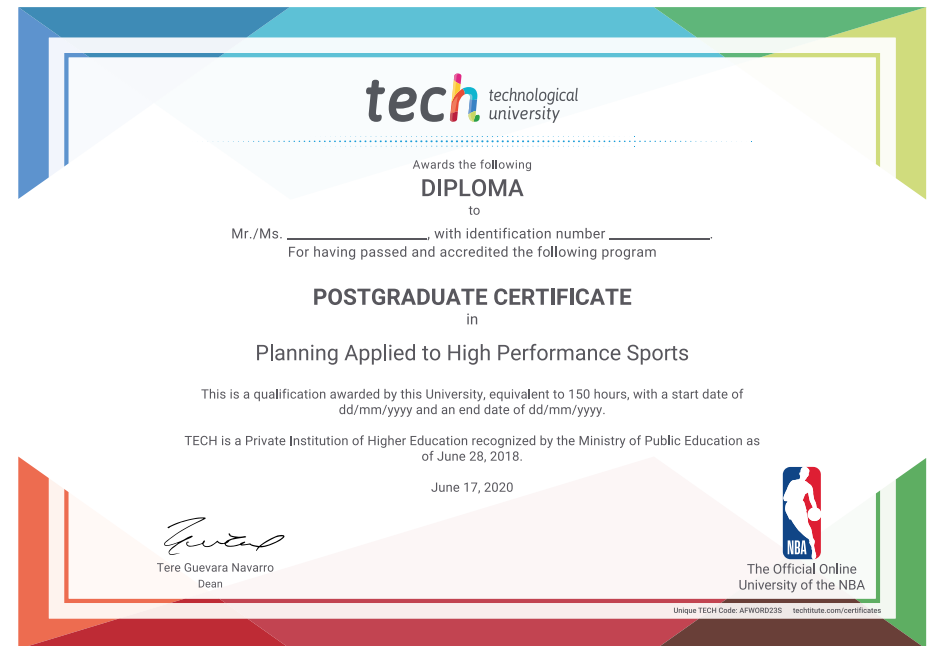 tech technological
university
Awards the following
DIPLOMA
to
Mr./Ms. ____________________, with identification number ______________.
For having passed and accredited the following program
POSTGRADUATE CERTIFICATE
in
Planning Applied to High Performance Sports
This is a qualification awarded by this University, equivalent to 150 hours, with a start date of
dd/mm/yyyy and an end date of dd/mm/yyyy.
TECH is a Private Institution of Higher Education recognized by the Ministry of Public Education as
of June 28, 2018.
June 17, 2020
Tere Guevara Navarro
Dean
NBA
The Official Online
University of the NBA
Unique TECH Code: AFWORD23S techtitute.com/certificates